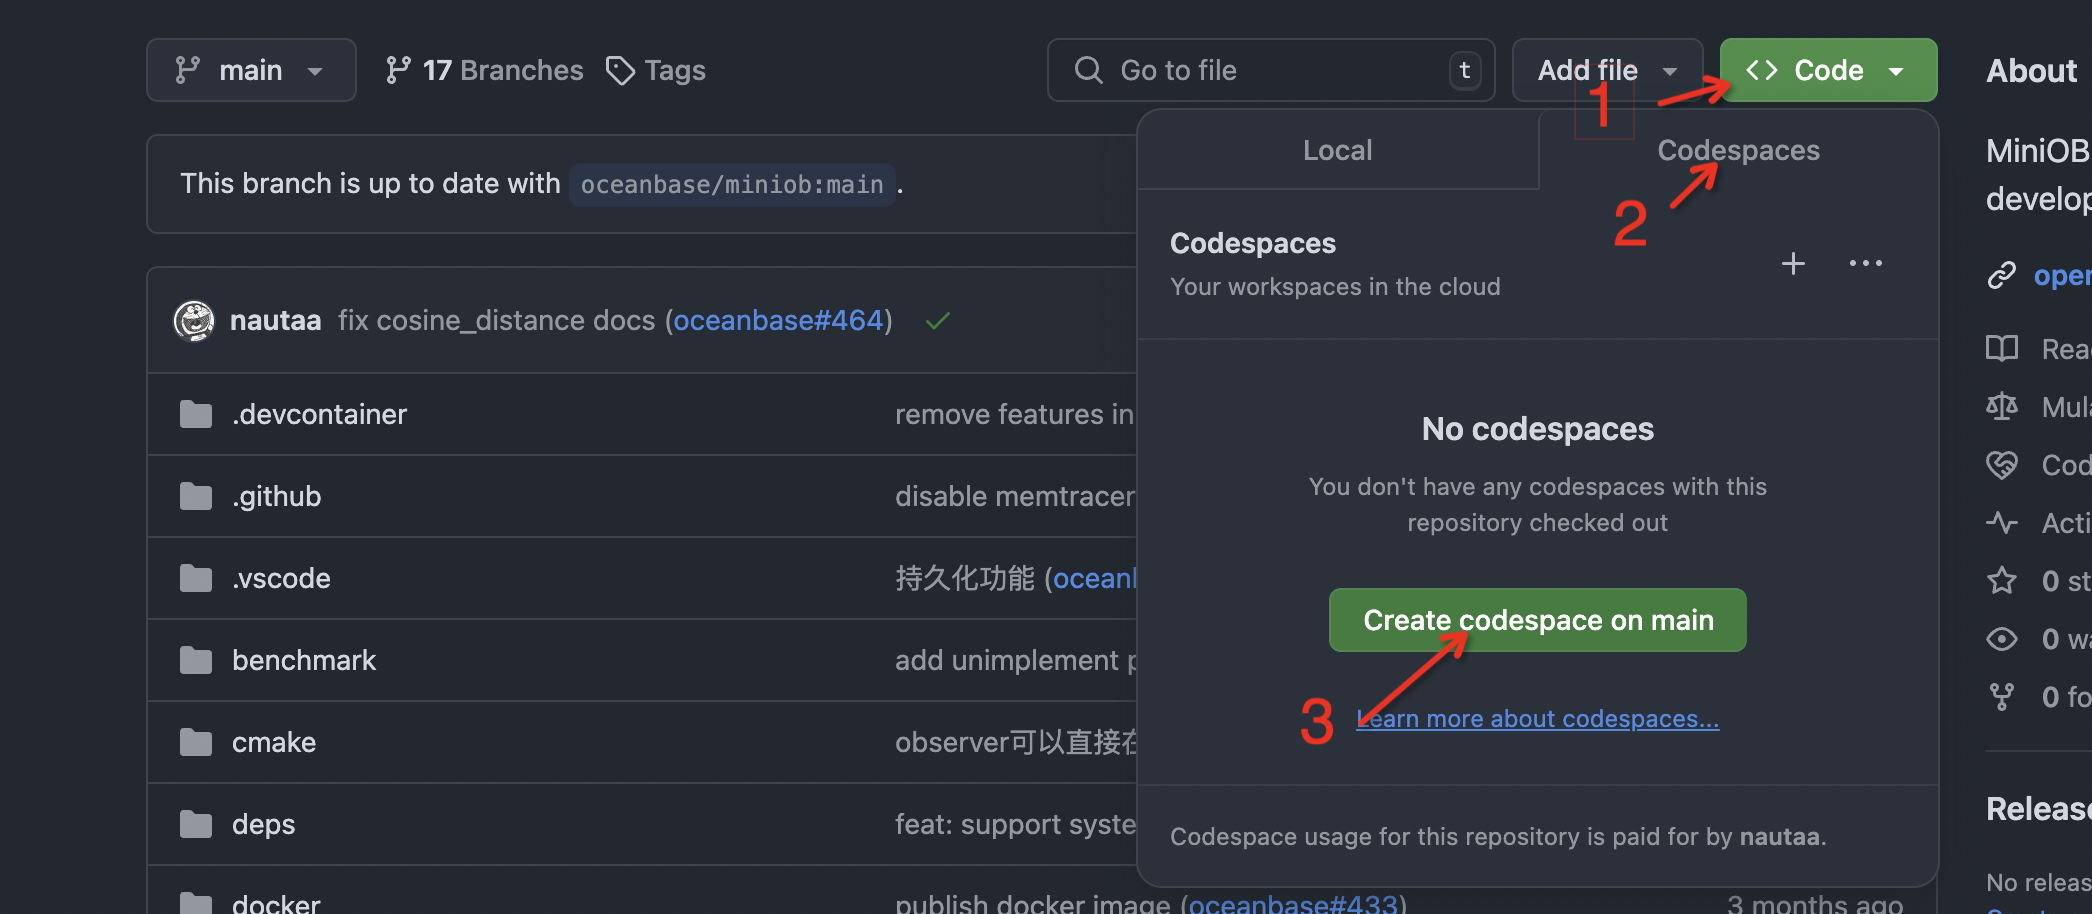 main
17 Branches
Tags
Go to file
t
Add file
Code
1
Local
Codespaces
2
This branch is up to date with oceanbase/miniob:main.
Codespaces
Your workspaces in the cloud
nautaa fix cosine_distance docs (oceanbase#464)
.devcontainer
remove features in
.github
disable memtracer
.vscode
持久化功能 (ocean
benchmark
add unimplement
cmake
observer可以直接在
deps
feat: support syste
docker
publish docker image (oceanbase#433)
3 months ago
No codespaces
You don't have any codespaces with this
repository checked out
Create codespace on main
3
Learn more about codespaces...
Codespace usage for this repository is paid for by nautaa.
About
MiniOB
develop
open
Rea
Mula
Cod
Acti
0 st
0 wa
0 fo
Release
No releas